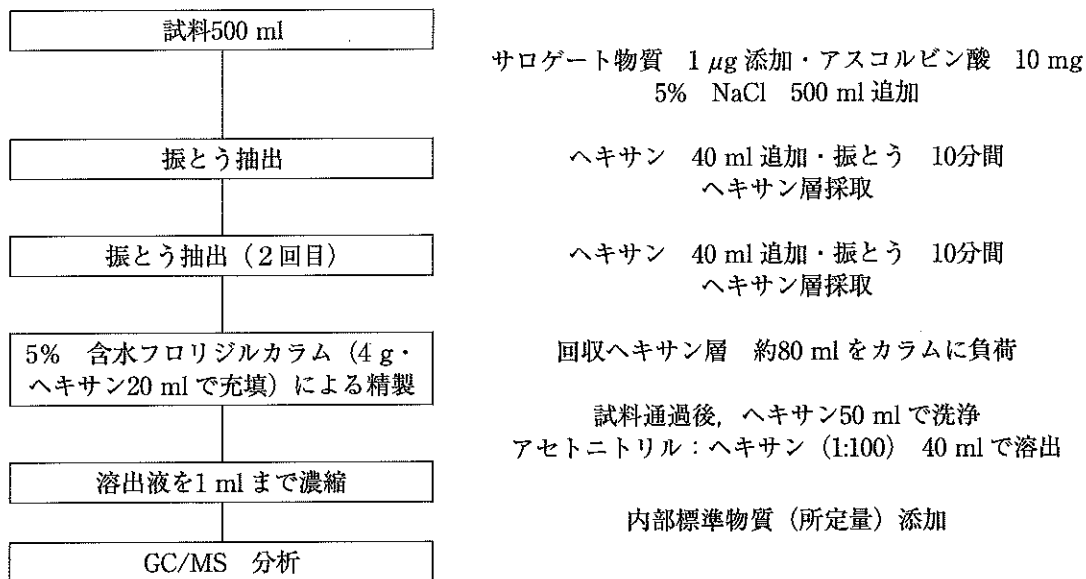 試料500 ml
サロゲート物質 1 μg 添加・アスコルビン酸 10 mg
5% NaCl 500 ml 追加
振とう抽出
ヘキサン 40 ml 追加・振とう 10分間
ヘキサン層採取
振とう抽出(2回目)
ヘキサン 40 ml 追加・振とう 10分間
ヘキサン層採取
5% 含水フロリジルカラム(4 g・
ヘキサン20 ml で充填)による精製
回収ヘキサン層 約80 ml をカラムに負荷
試料通過後,ヘキサン50 ml で洗浄
アセトニトリル:ヘキサン(1:100) 40 ml で溶出
溶出液を1 ml まで濃縮
内部標準物質(所定量)添加
GC/MS 分析